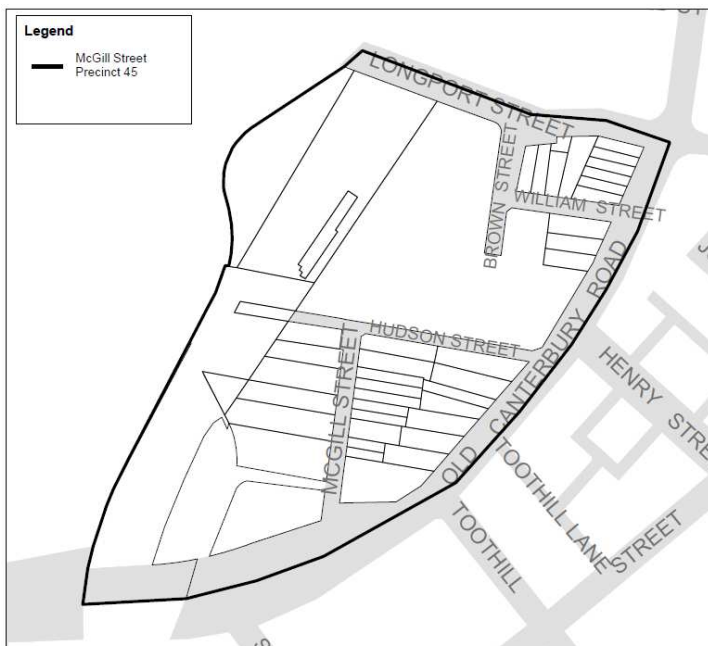 Legend
McGill Street
Precinct 45
LONGPORT STREET
BROWN STREET
WILLIAM STREET
OLD CANTERBURY ROAD
HUDSON STREET
MCGILL STREET
HENRY STRE
TOOTHILL LANE
TOOTHILL
STREET